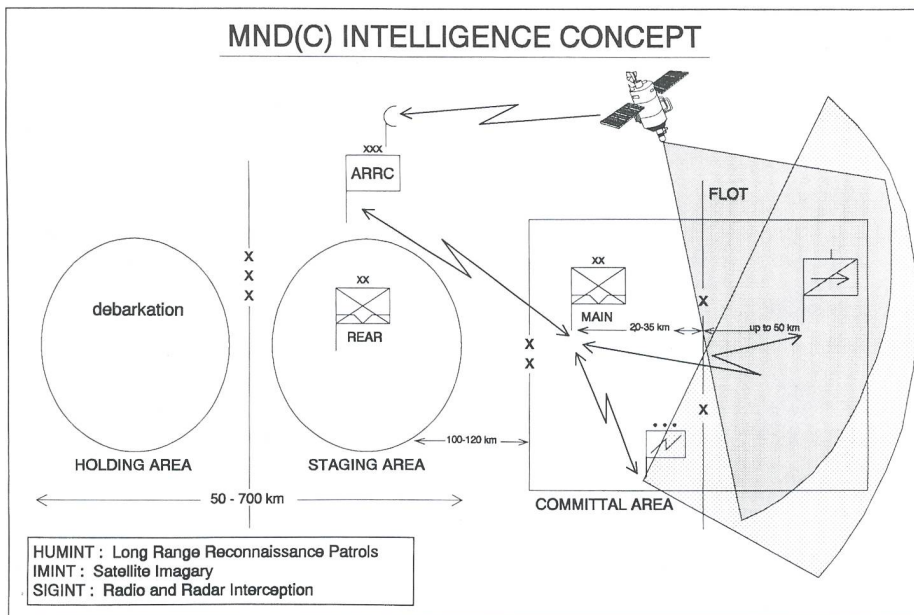 MND(C) INTELLIGENCE CONCEPT
xxx
ARRC
FLOT
X
X
X
debarkation
xx
REAR
xx
MAIN
X
20-35 km
up to 50 km
X
X
X
100-120 km
HOLDING AREA
STAGING AREA
COMMITTAL AREA
50 - 700 km
HUMINT : Long Range Reconnaissance Patrols
IMINT : Satellite Imagary
SIGINT : Radio and Radar Interception